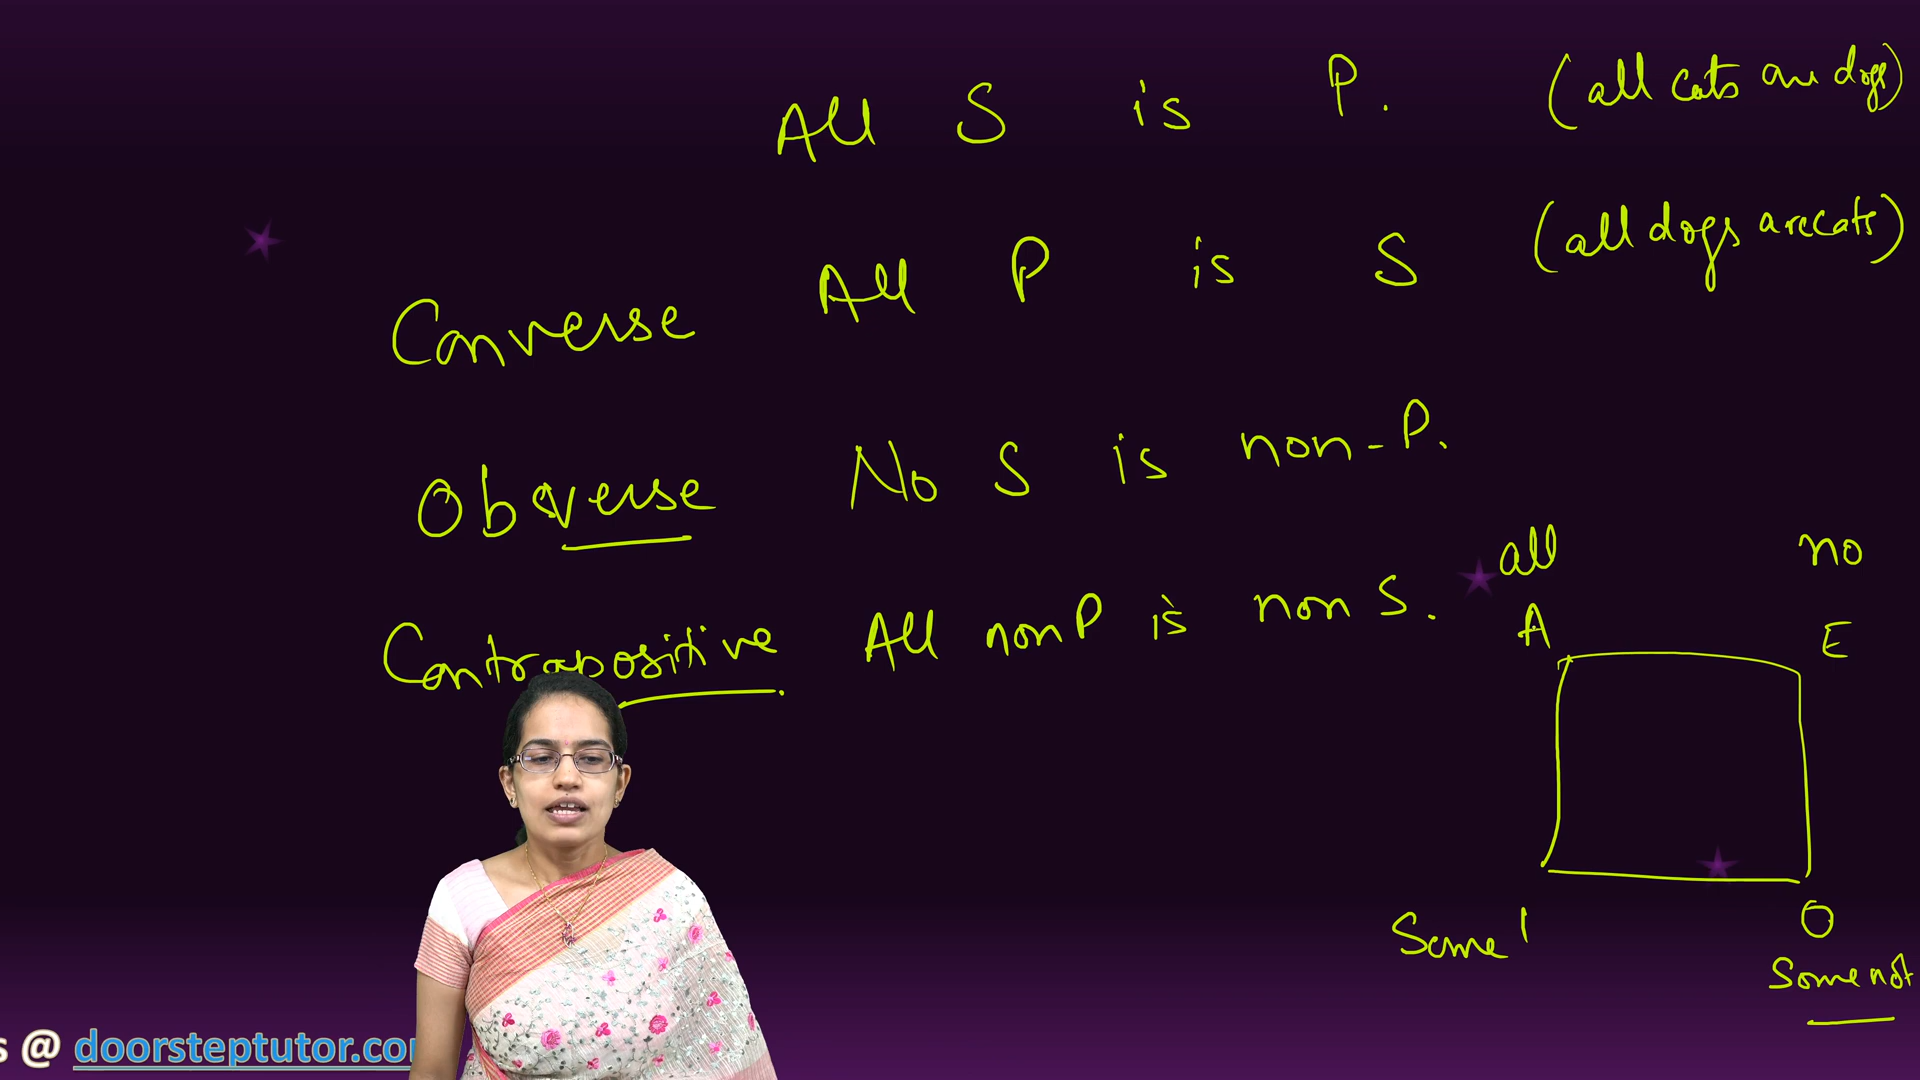 All S is P. (all cats are dogs)
Converse All P is S (all dogs are cats)
Obverse No S is non-P.
Contrapositive All non P is non S.
all no
A E
Some I O
Some not
s @ doorsteptutor.co